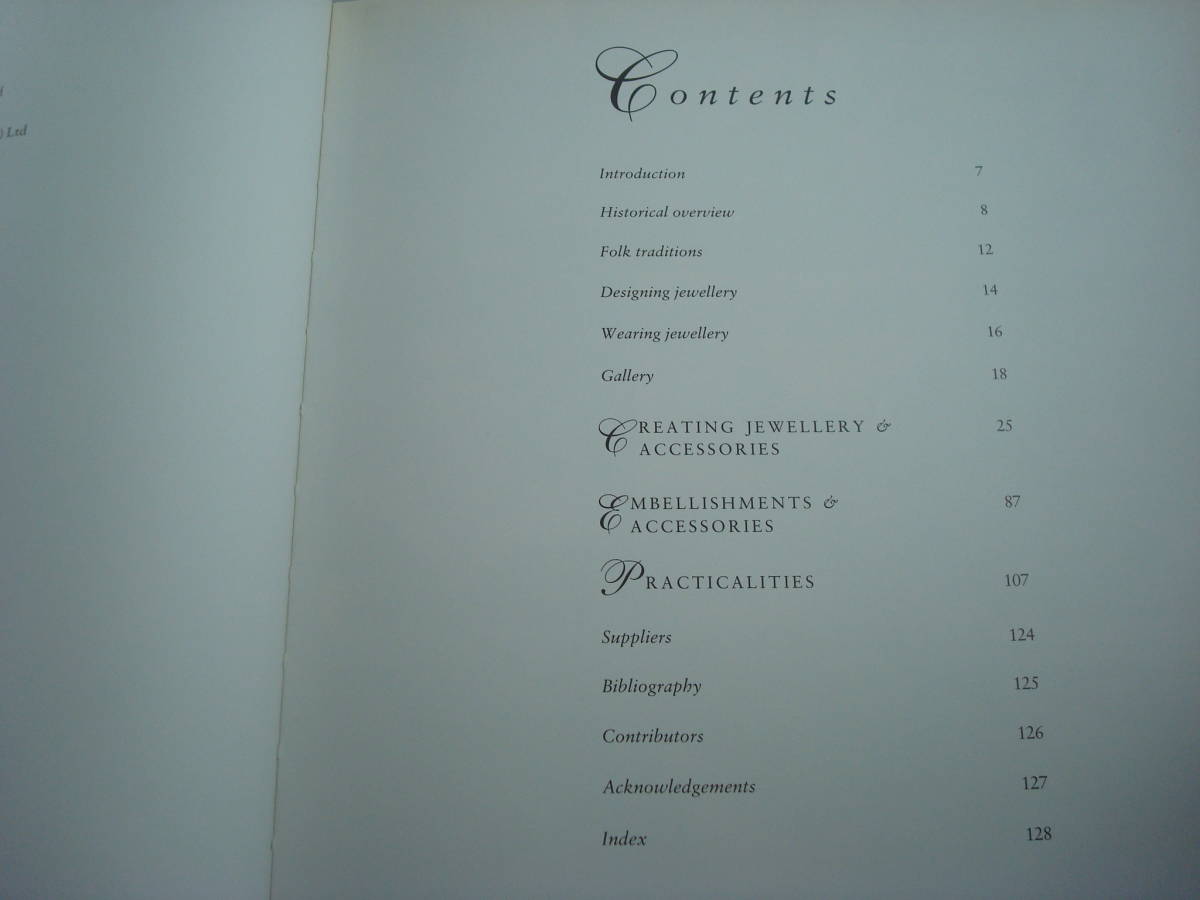 ) Ltd
Contents
Introduction 7
Historical overview 8
Folk traditions 12
Designing jewellery 14
Wearing jewellery 16
Gallery 18
CREATING JEWELLERY & 25
ACCESSORIES
EMBELLISHMENTS & 87
ACCESSORIES
PRACTICALITIES 107
Suppliers 124
Bibliography 125
Contributors 126
Acknowledgements 127
Index 128